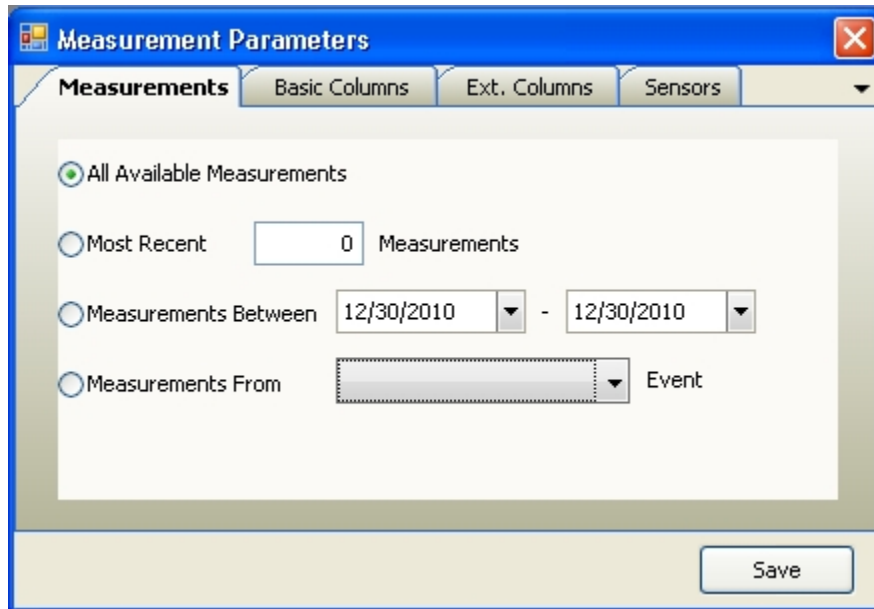 Measurement Parameters
Measurements Basic Columns Ext. Columns Sensors
All Available Measurements
Most Recent 0 Measurements
Measurements Between 12/30/2010 - 12/30/2010
Measurements From Event
Save